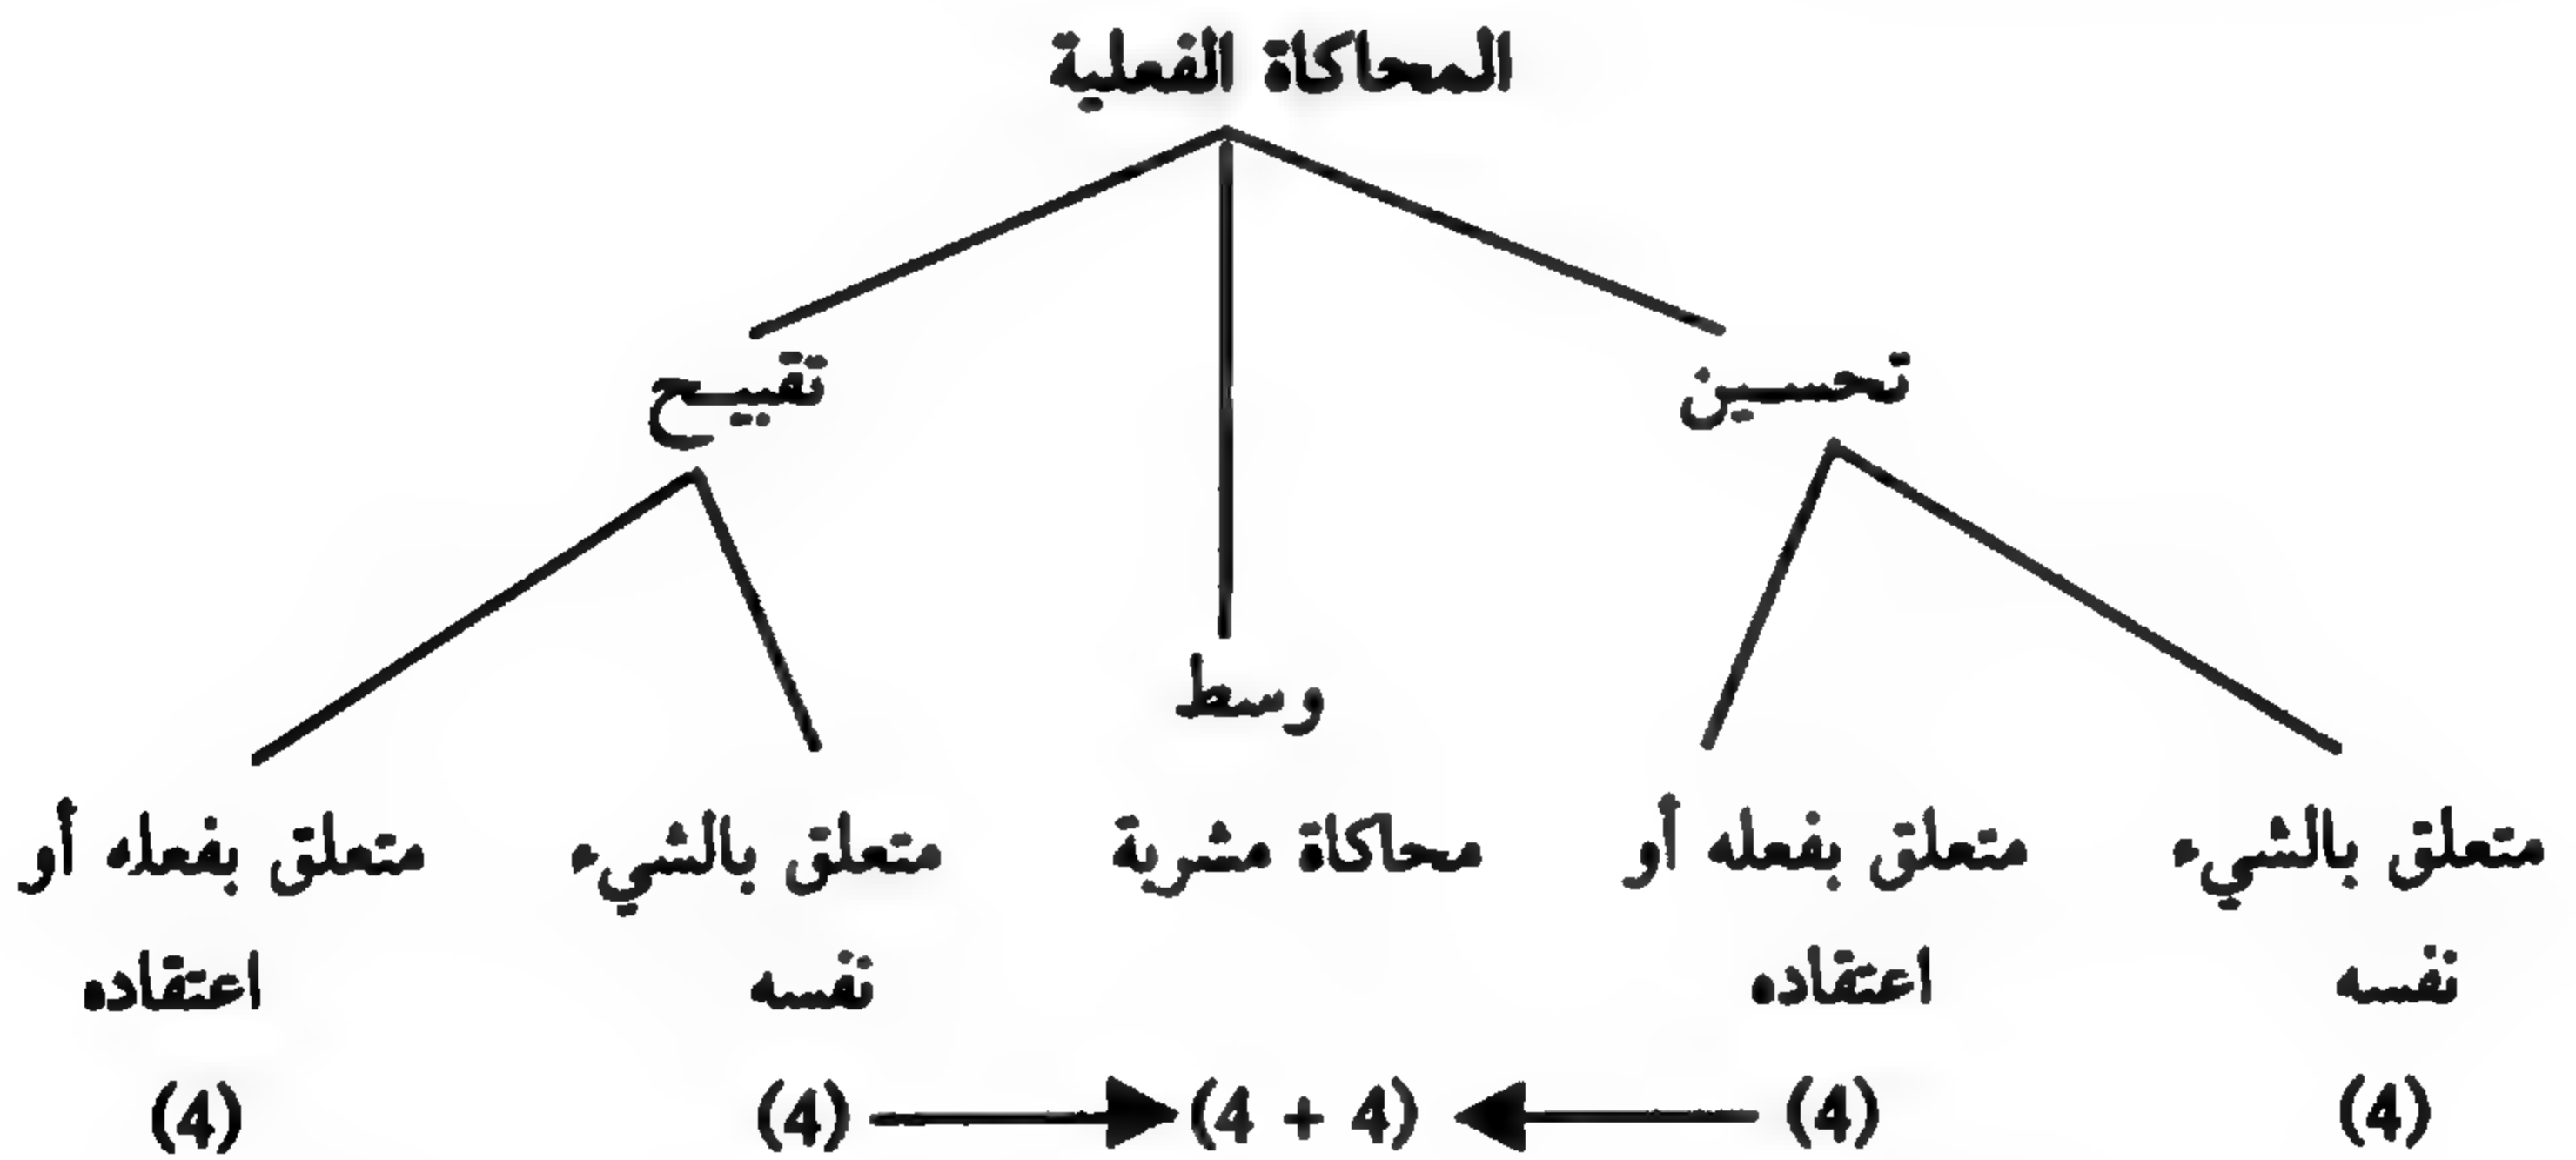 المحاكاة الفعلية
تحسين
تقبيح
وسط
متعلق بالشيء
متعلق بفعله أو
محاكاة مشربة
متعلق بالشيء
متعلق بفعله أو
نفسه
اعتقاده
نفسه
اعتقاده
(4)
(4)
(4 + 4)
(4)
(4)